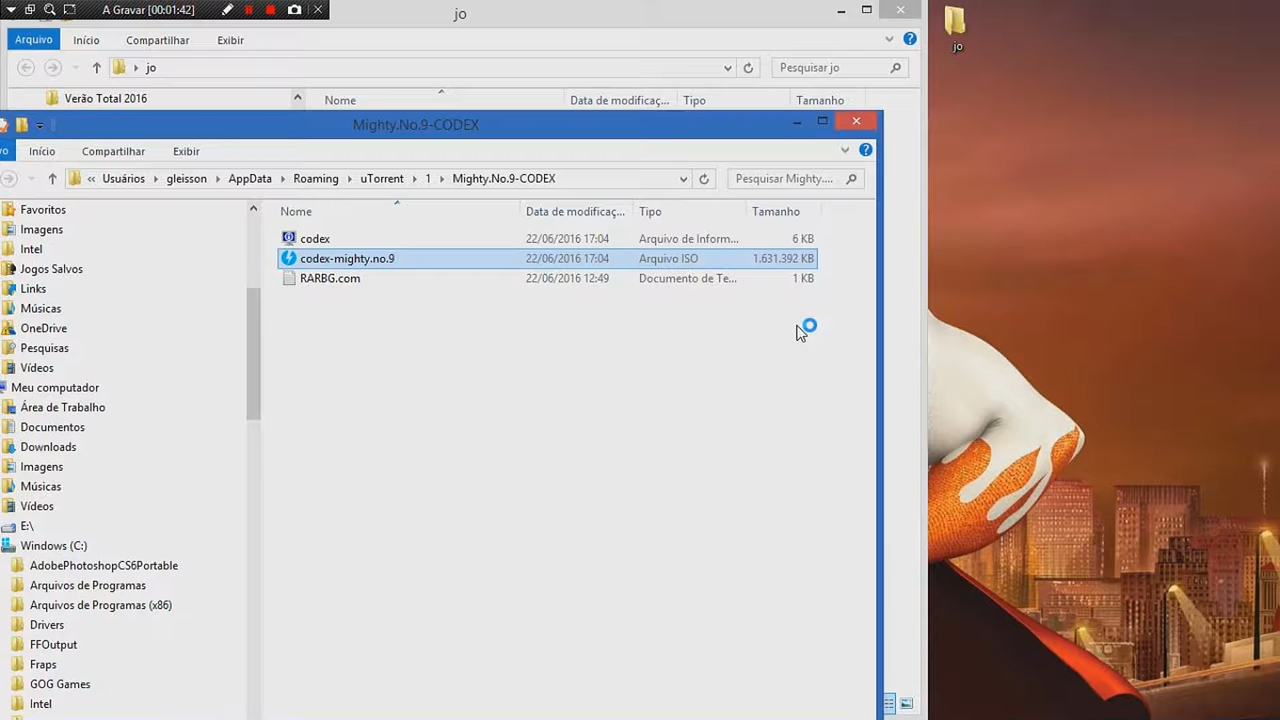 A Gravar [00:01:42]
jo
jo
Arquivo Início Compartilhar Exibir
jo
Pesquisar jo
Verão Total 2016
Nome Data de modificaç... Tipo Tamanho
Mighty.No.9-CODEX
vo Início Compartilhar Exibir
« Usuários gleisson AppData Roaming uTorrent 1 Mighty.No.9-CODEX
Pesquisar Mighty....
Nome Data de modificaç... Tipo Tamanho
codex 22/06/2016 17:04 Arquivo de Inform... 6 KB
codex-mighty.no.9 22/06/2016 17:04 Arquivo ISO 1.631.392 KB
RARBG.com 22/06/2016 12:49 Documento de Te... 1 KB
Favoritos
Imagens
Intel
Jogos Salvos
Links
Músicas
OneDrive
Pesquisas
Vídeos
Meu computador
Área de Trabalho
Documentos
Downloads
Imagens
Músicas
Vídeos
E:\
Windows (C:)
AdobePhotoshopCS6Portable
Arquivos de Programas
Arquivos de Programas (x86)
Drivers
FFOutput
Fraps
GOG Games
Intel